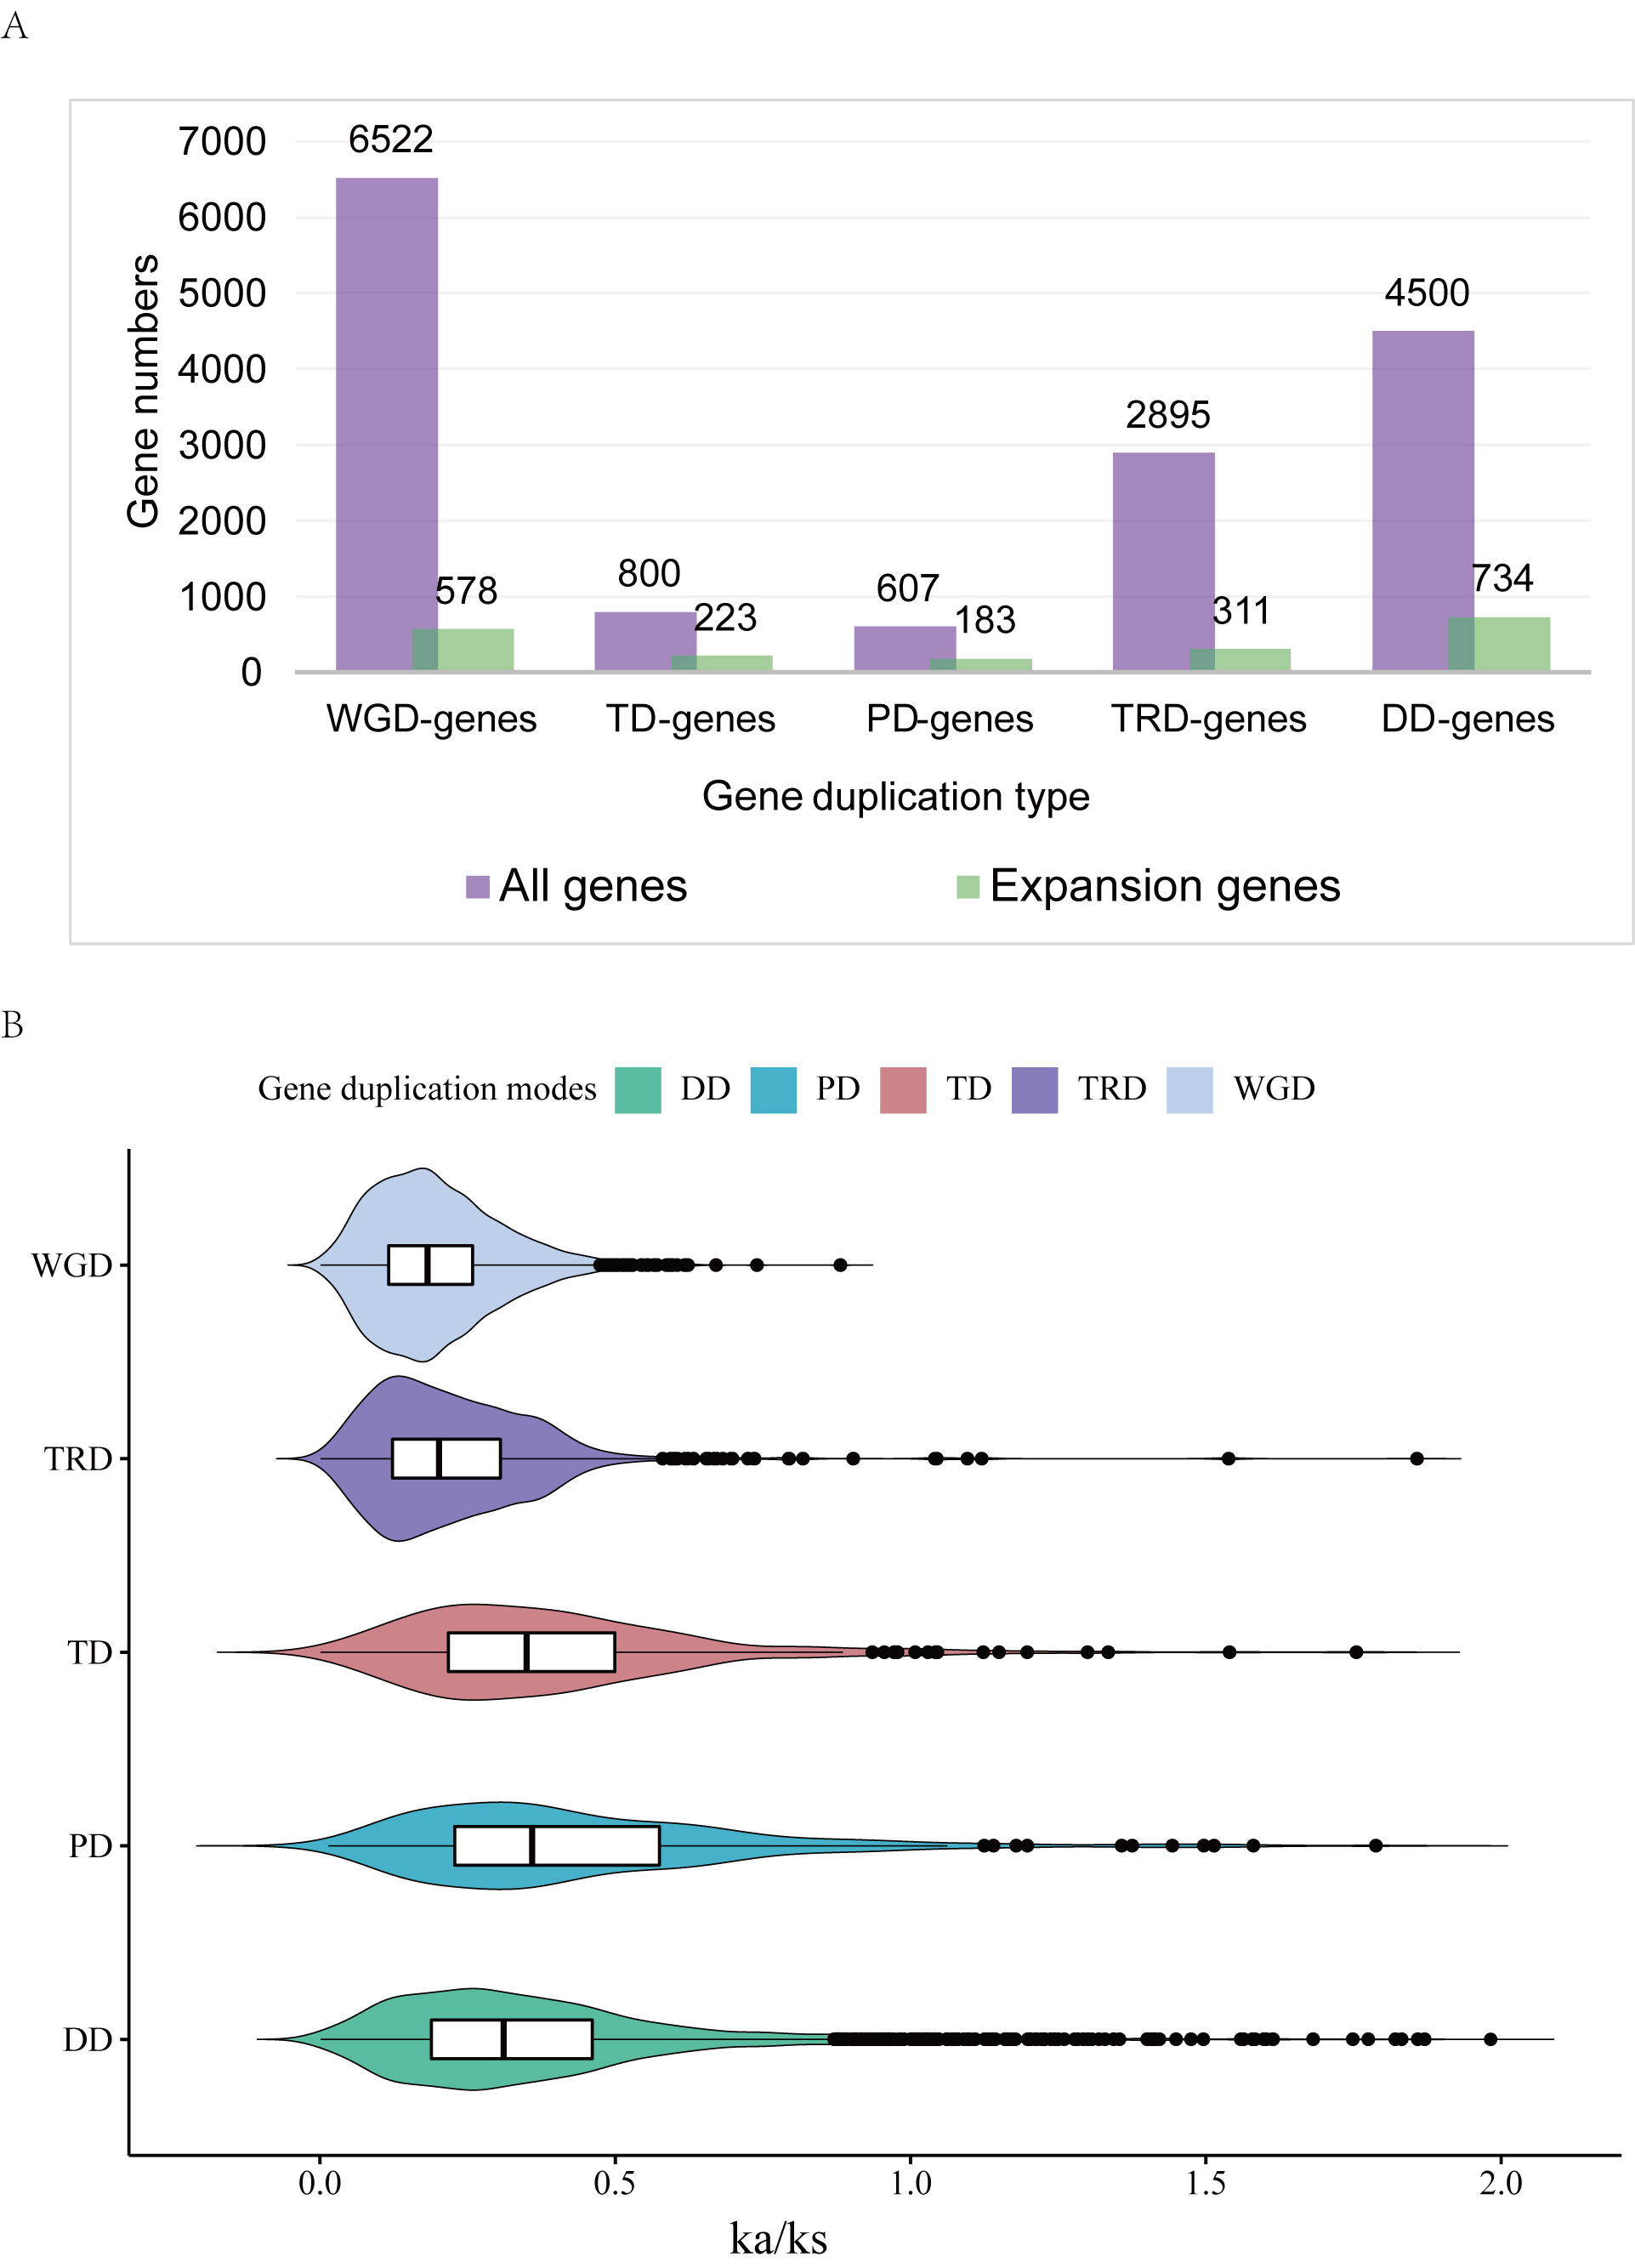 A
7000
6000
5000
4000
3000
2000
1000
0
Gene numbers
6522
578
800
223
607
183
2895
311
4500
734
WGD-genes TD-genes PD-genes TRD-genes DD-genes
Gene duplication type
All genes Expansion genes
B
Gene duplication modes DD PD TD TRD WGD
WGD
TRD
TD
PD
DD
0.0 0.5 1.0 1.5 2.0
ka/ks